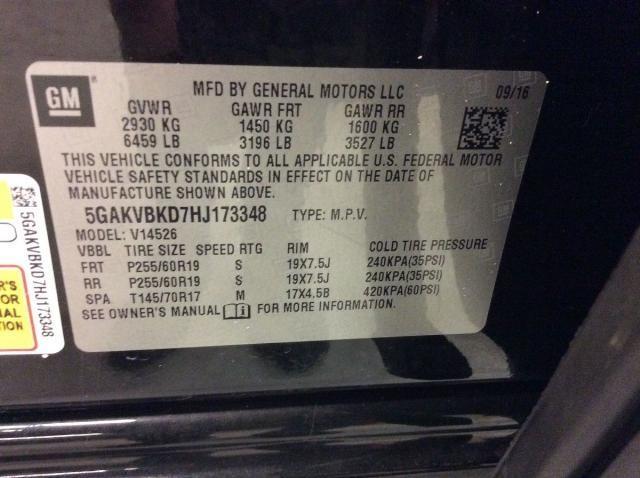 GM
MFD BY GENERAL MOTORS LLC 09/16
GVWR GAWR FRT GAWR RR
2930 KG 1450 KG 1600 KG
6459 LB 3196 LB 3527 LB
THIS VEHICLE CONFORMS TO ALL APPLICABLE U.S. FEDERAL MOTOR
VEHICLE SAFETY STANDARDS IN EFFECT ON THE DATE OF
MANUFACTURE SHOWN ABOVE.
5GAKVBKD7HJ173348 TYPE: M.P.V.
MODEL: V14526
VBBL TIRE SIZE SPEED RTG RIM COLD TIRE PRESSURE
FRT P255/60R19 S 19X7.5J 240KPA(35PSI)
RR P255/60R19 S 19X7.5J 240KPA(35PSI)
SPA T145/70R17 M 17X4.5B 420KPA(60PSI)
SEE OWNER'S MANUAL FOR MORE INFORMATION.
5GAKVBKD7HJ173348
R'S
OR
AL
ION